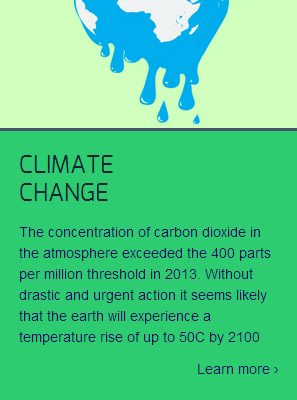 CLIMATE
CHANGE
The concentration of carbon dioxide in
the atmosphere exceeded the 400 parts
per million threshold in 2013. Without
drastic and urgent action it seems likely
that the earth will experience a
temperature rise of up to 50C by 2100
Learn more ›